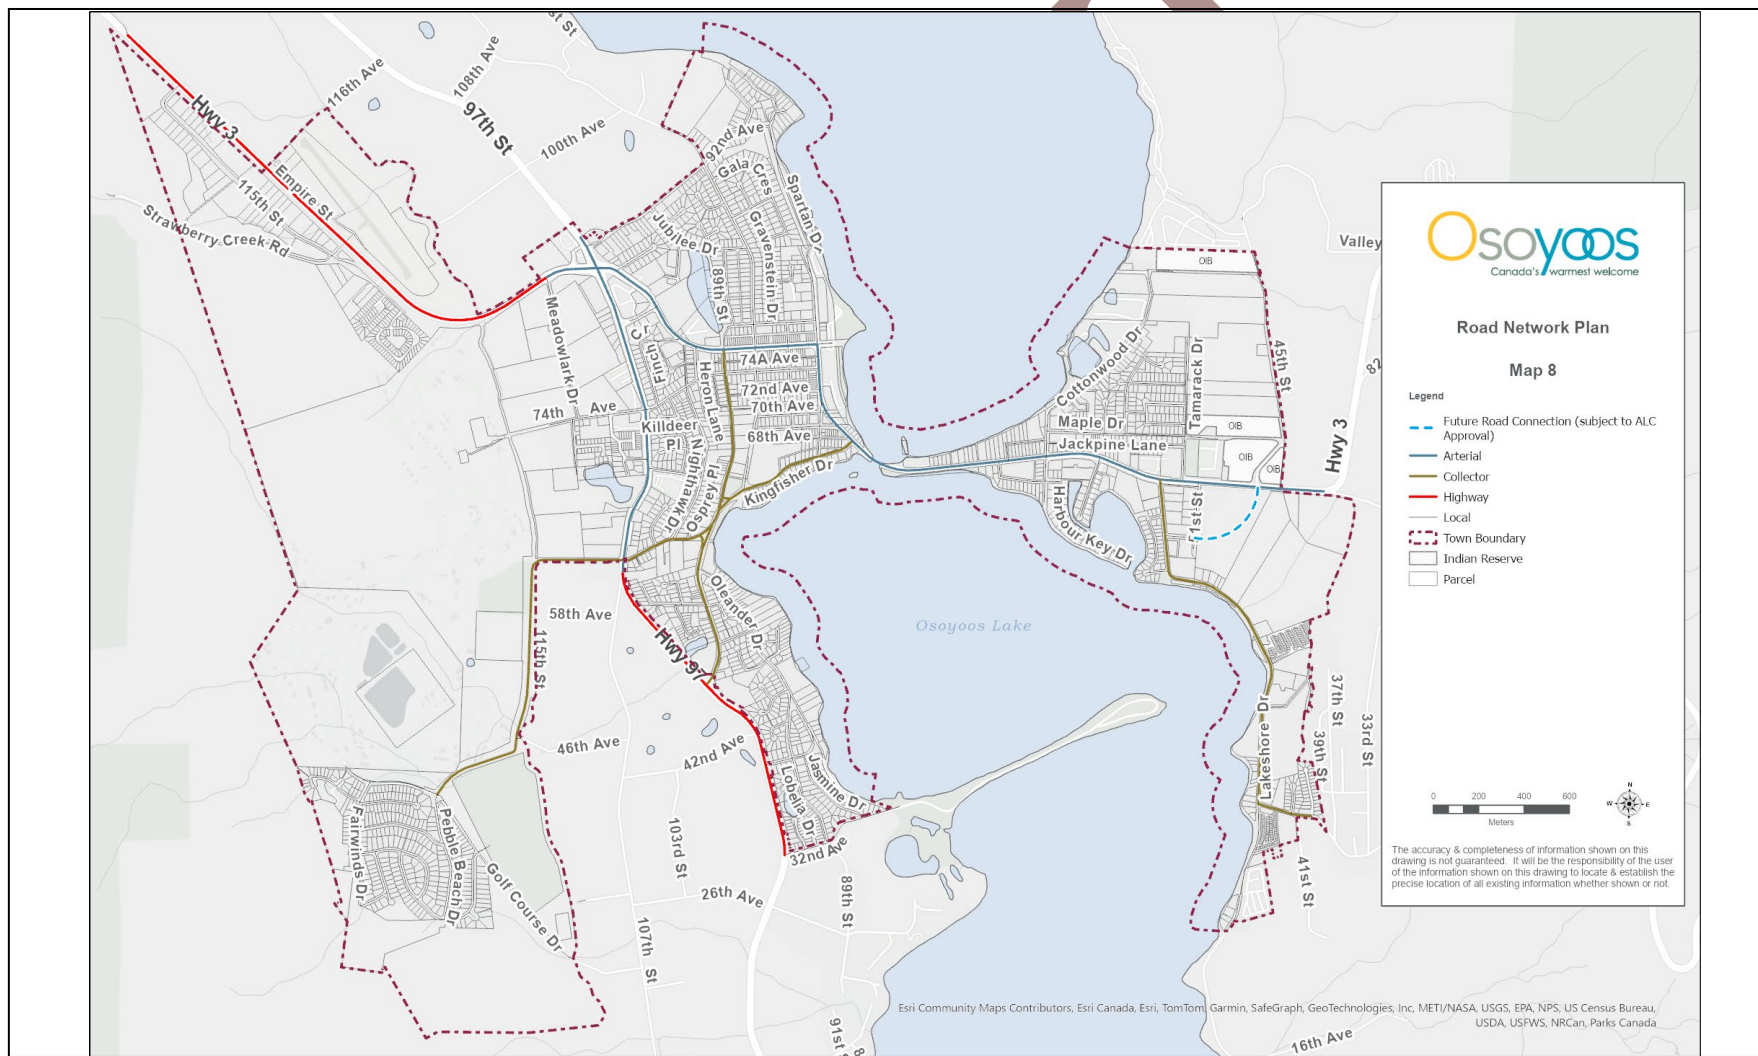 st St
108th Ave
116th Ave
Hwy 3
97th St
100th Ave
92nd Ave
Gala Cres
Spartan Dr
Empire St
115th St
Strawberry Creek Rd
Jubilee Dr
Gravenstein Dr
89th St
Meadowlark Dr
Finch Cr
Heron Lane
74A Ave
72nd Ave
70th Ave
74th Ave
Killdeer
Pl
68th Ave
Nighthawk Dr
Osprey Pl
Kingfisher Dr
OIB
Valley
45th St
82
Cottonwood Dr
Tamarack Dr
Maple Dr
OIB
Jackpine Lane
OIB
OIB
Hwy 3
Harbour Key Dr
51st St
58th Ave
Oleander Dr
Hwy 97
115th St
Osoyoos Lake
46th Ave
42nd Ave
Lobelia Dr
Jasmine Dr
32nd Ave
Lakeshore Dr
37th St
39th St
33rd St
41st St
Fairwinds Dr
Pebble Beach Dr
Golf Course Dr
103rd St
26th Ave
89th St
107th St
91st S
8
16th Ave
Osoyoos
Canada's warmest welcome
Road Network Plan
Map 8
Legend
Future Road Connection (subject to ALC
Approval)
Arterial
Collector
Highway
Local
Town Boundary
Indian Reserve
Parcel
N
W E
S
0 200 400 600
Meters
The accuracy & completeness of information shown on this
drawing is not guaranteed. It will be the responsibility of the user
of the information shown on this drawing to locate & establish the
precise location of all existing information whether shown or not.
Esri Community Maps Contributors, Esri Canada, Esri, TomTom, Garmin, SafeGraph, GeoTechnologies, Inc, METI/NASA, USGS, EPA, NPS, US Census Bureau,
USDA, USFWS, NRCan, Parks Canada